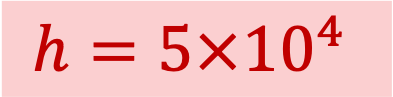 ℎ = 5×10⁴